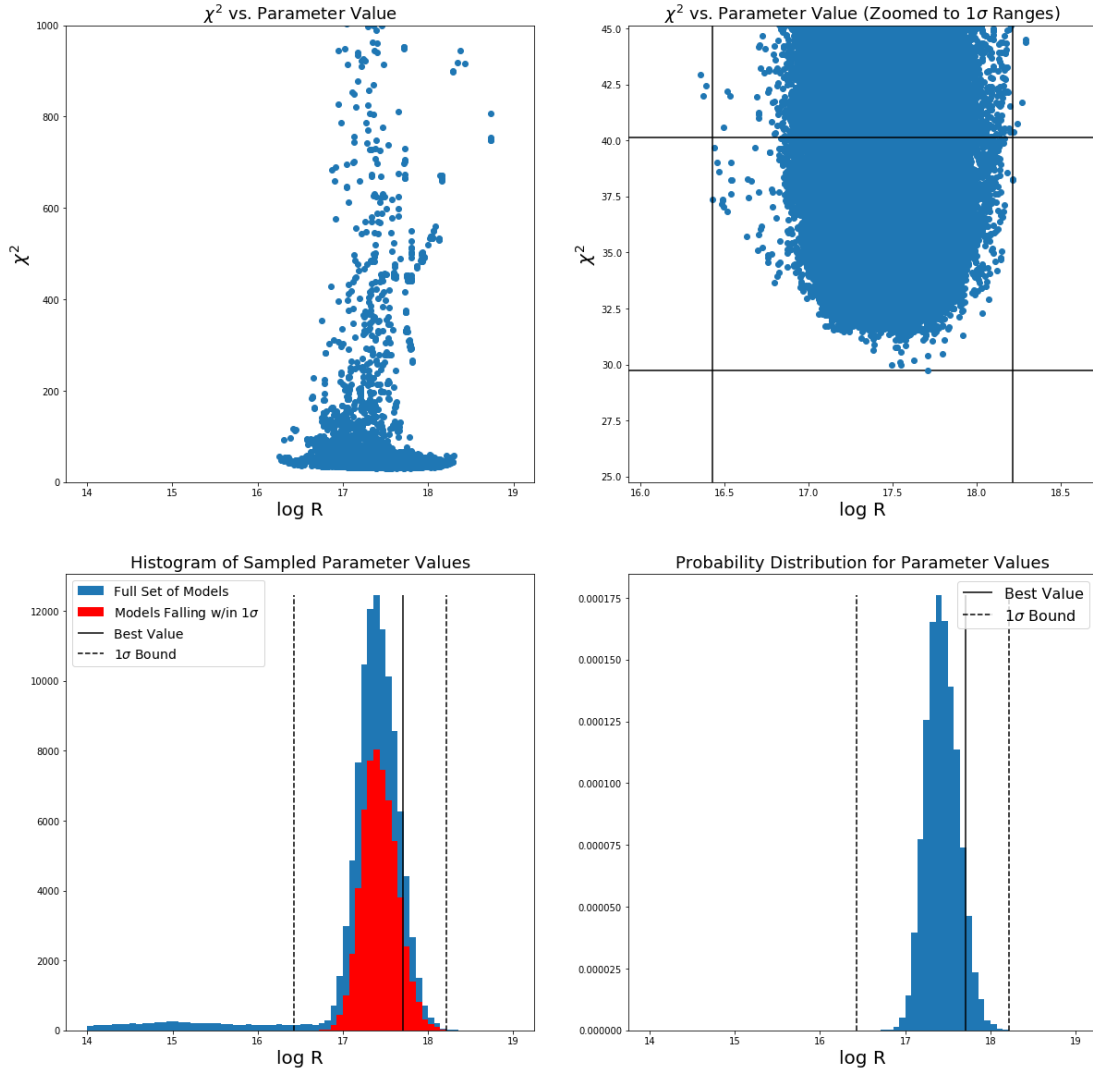 χ² vs. Parameter Value
1000
800
600
400
200
0
χ²
14 15 16 17 18 19
log R
χ² vs. Parameter Value (Zoomed to 1σ Ranges)
45.0
42.5
40.0
37.5
35.0
32.5
30.0
27.5
25.0
χ²
16.0 16.5 17.0 17.5 18.0 18.5
log R
Histogram of Sampled Parameter Values
Full Set of Models
Models Falling w/in 1σ
Best Value
1σ Bound
12000
10000
8000
6000
4000
2000
0
14 15 16 17 18 19
log R
Probability Distribution for Parameter Values
Best Value
1σ Bound
0.000175
0.000150
0.000125
0.000100
0.000075
0.000050
0.000025
0.000000
14 15 16 17 18 19
log R